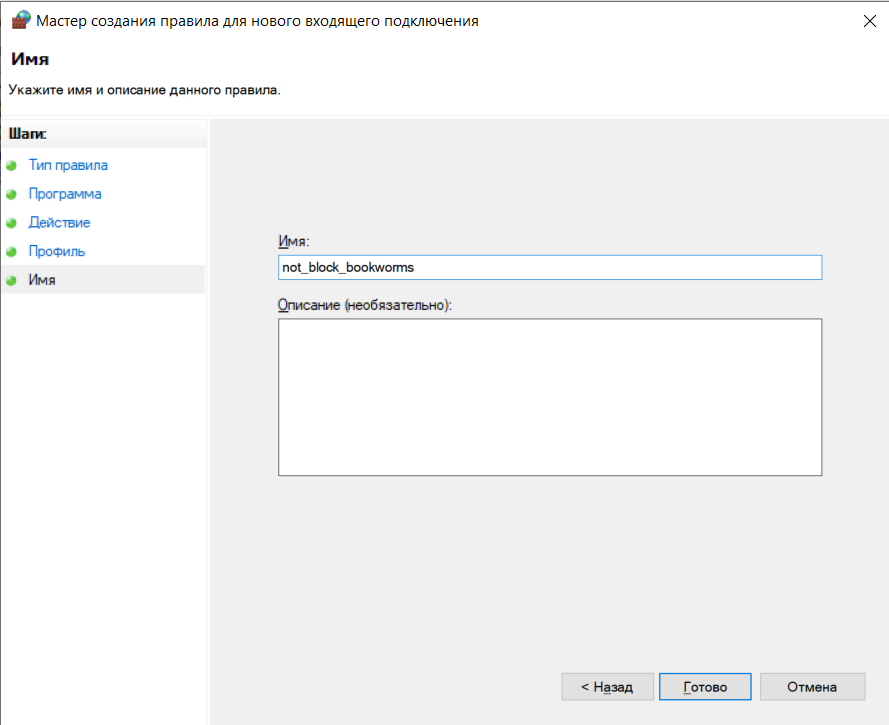 Мастер создания правила для нового входящего подключения
Имя
Укажите имя и описание данного правила.
Шаги:
Тип правила
Программа
Действие
Профиль
Имя
Имя:
not_block_bookworms
Описание (необязательно):
< Назад
Готово
Отмена